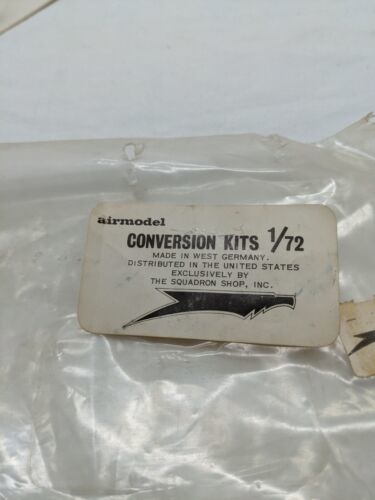 airmodel
CONVERSION KITS 1/72
MADE IN WEST GERMANY.
DISTRIBUTED IN THE UNITED STATES
EXCLUSIVELY BY
THE SQUADRON SHOP, INC.